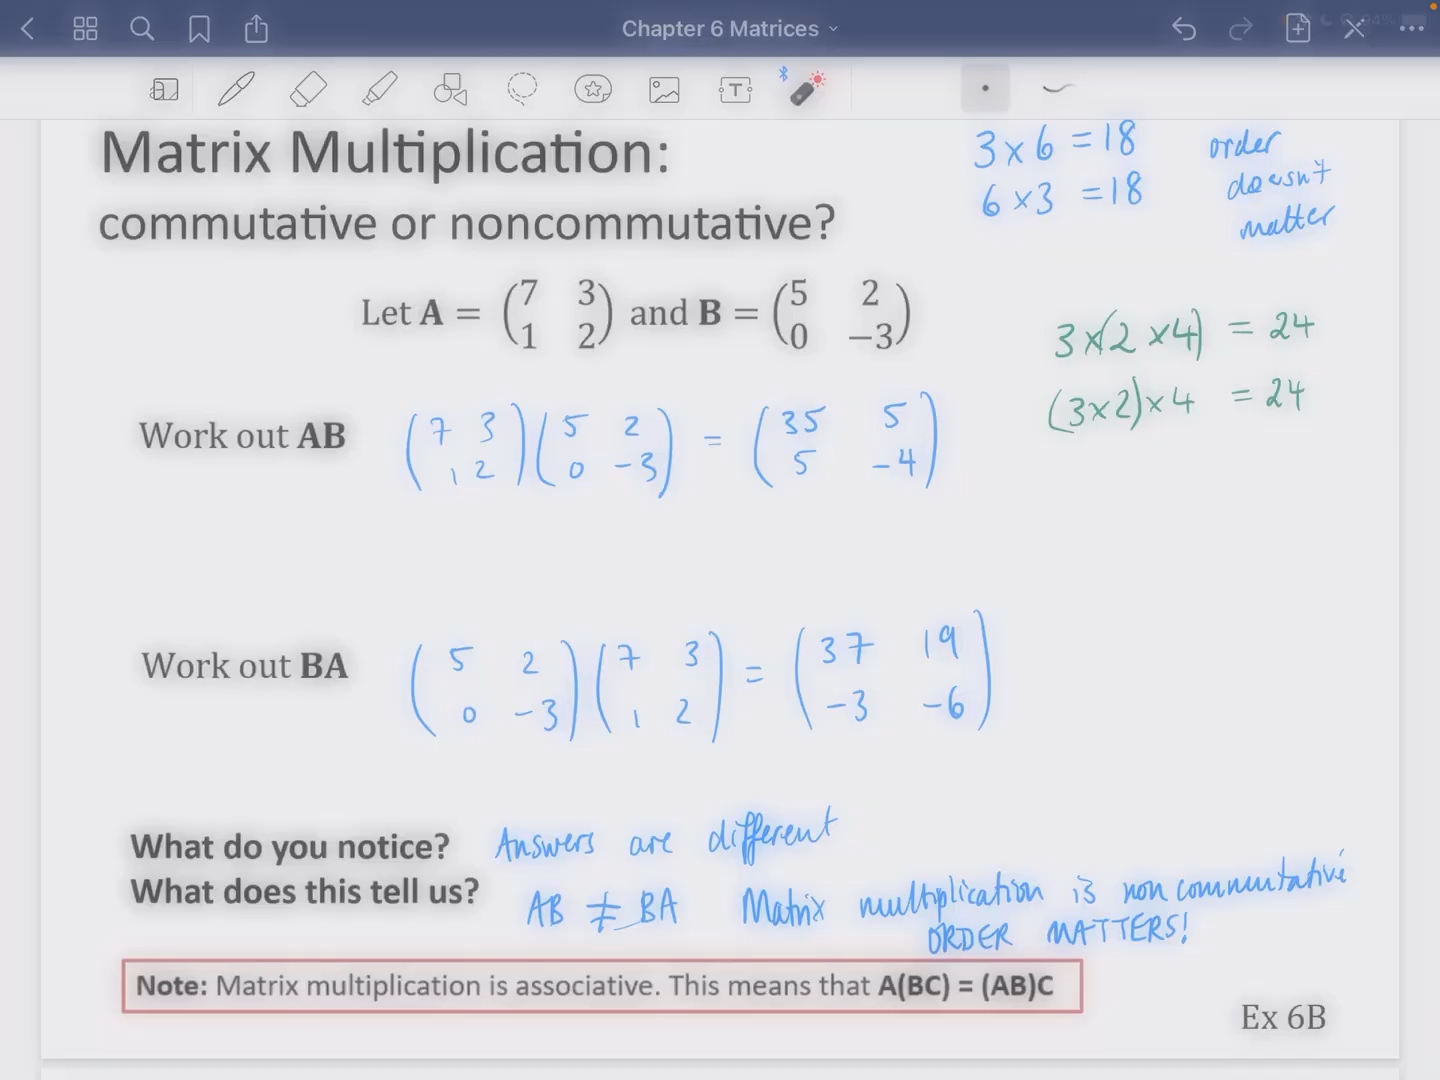 Chapter 6 Matrices
94%
Matrix Multiplication:
commutative or noncommutative?
3 × 6 = 18
6 × 3 = 18
order
doesn't
matter
Let A = (7 3; 1 2) and B = (5 2; 0 −3)
3 × (2 × 4) = 24
(3 × 2) × 4 = 24
Work out AB (7 3; 1 2) (5 2; 0 −3) = (35 5; 5 −4)
Work out BA (5 2; 0 −3) (7 3; 1 2) = (37 19; −3 −6)
What do you notice? Answers are different
What does this tell us? AB ≠ BA Matrix multiplication is non commutative
ORDER MATTERS!
Note: Matrix multiplication is associative. This means that A(BC) = (AB)C
Ex 6B